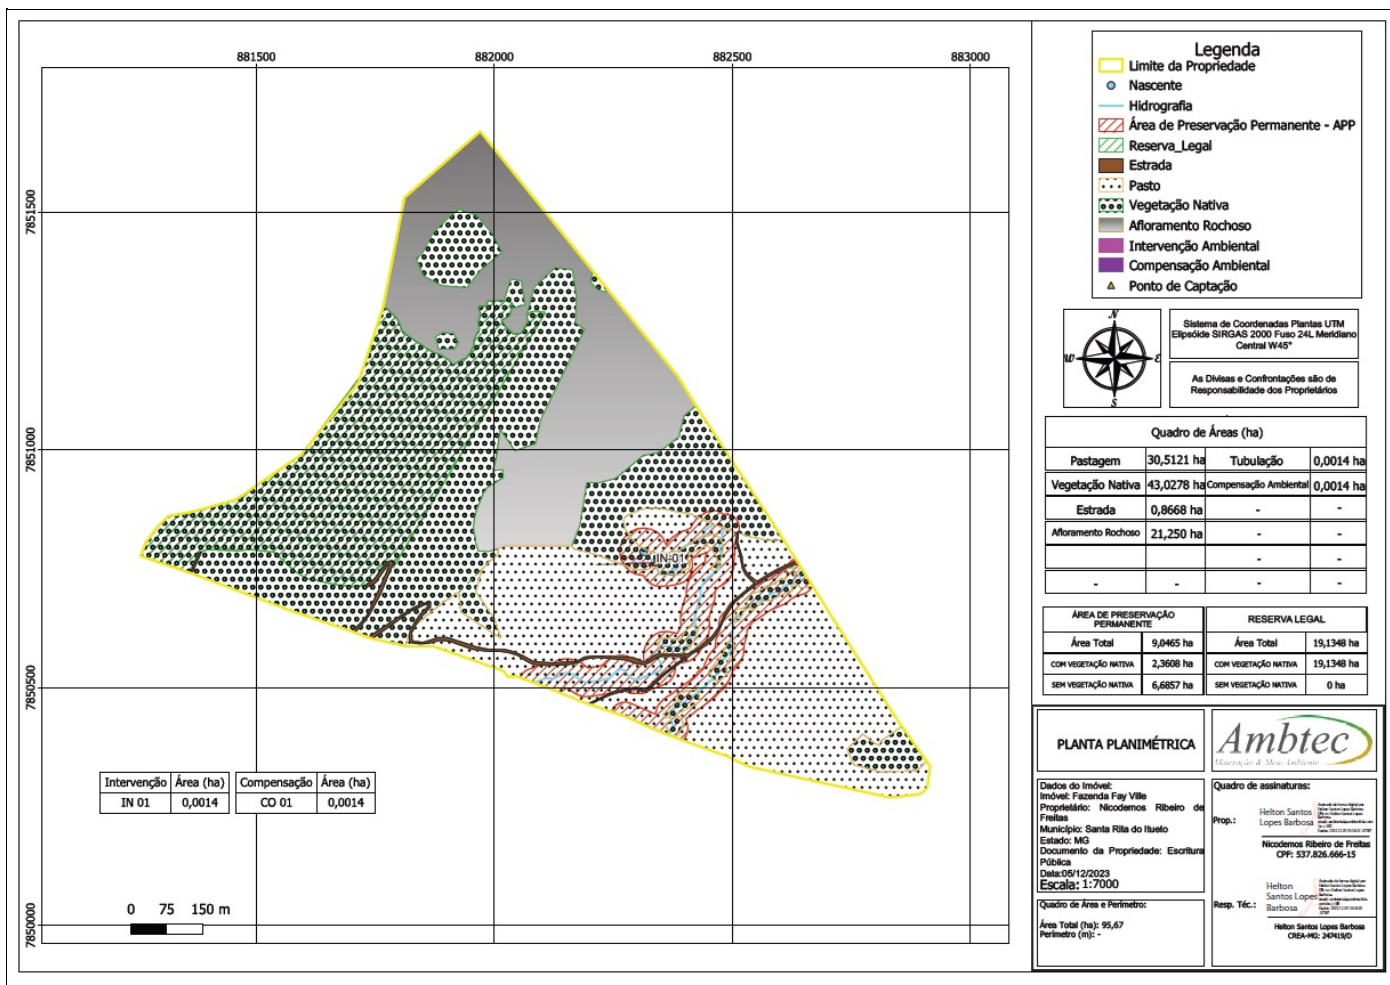 881500
882000
882500
883000
7851500
7851000
7850500
7850000
IN-01
Intervenção Área (ha)
IN 01 0,0014
Compensação Área (ha)
CO 01 0,0014
0 75 150 m
Legenda
Limite da Propriedade
Nascente
Hidrografia
Área de Preservação Permanente - APP
Reserva_Legal
Estrada
Pasto
Vegetação Nativa
Afloramento Rochoso
Intervenção Ambiental
Compensação Ambiental
Ponto de Captação
N
W
E
S
Sistema de Coordenadas Plantas UTM
Elipsóide SIRGAS 2000 Fuso 24L Meridiano
Central W45°
As Divisas e Confrontações são de
Responsabilidade dos Proprietários
Quadro de Áreas (ha)
Pastagem 30,5121 ha Tubulação 0,0014 ha
Vegetação Nativa 43,0278 ha Compensação Ambiental 0,0014 ha
Estrada 0,8668 ha - -
Afloramento Rochoso 21,250 ha - -
- -
- - - -
ÁREA DE PRESERVAÇÃO
PERMANENTE
Área Total 9,0465 ha
COM VEGETAÇÃO NATIVA 2,3608 ha
SEM VEGETAÇÃO NATIVA 6,6857 ha
RESERVA LEGAL
Área Total 19,1348 ha
COM VEGETAÇÃO NATIVA 19,1348 ha
SEM VEGETAÇÃO NATIVA 0 ha
PLANTA PLANIMÉTRICA
Ambtec
Mineração & Meio Ambiente
Dados do Imóvel:
Imóvel: Fazenda Fay Ville
Proprietário: Nicodemos Ribeiro de
Freitas
Município: Santa Rita do Itueto
Estado: MG
Documento da Propriedade: Escritura
Pública
Data:05/12/2023
Escala: 1:7000
Quadro de Área e Perímetro:
Área Total (ha): 95,67
Perímetro (m): -
Quadro de assinaturas:
Prop.:
Helton Santos
Lopes Barbosa
Nicodemos Ribeiro de Freitas
CPF: 537.826.666-15
Resp. Téc.:
Helton
Santos Lopes
Barbosa
Helton Santos Lopes Barbosa
CREA-MG: 247419/D